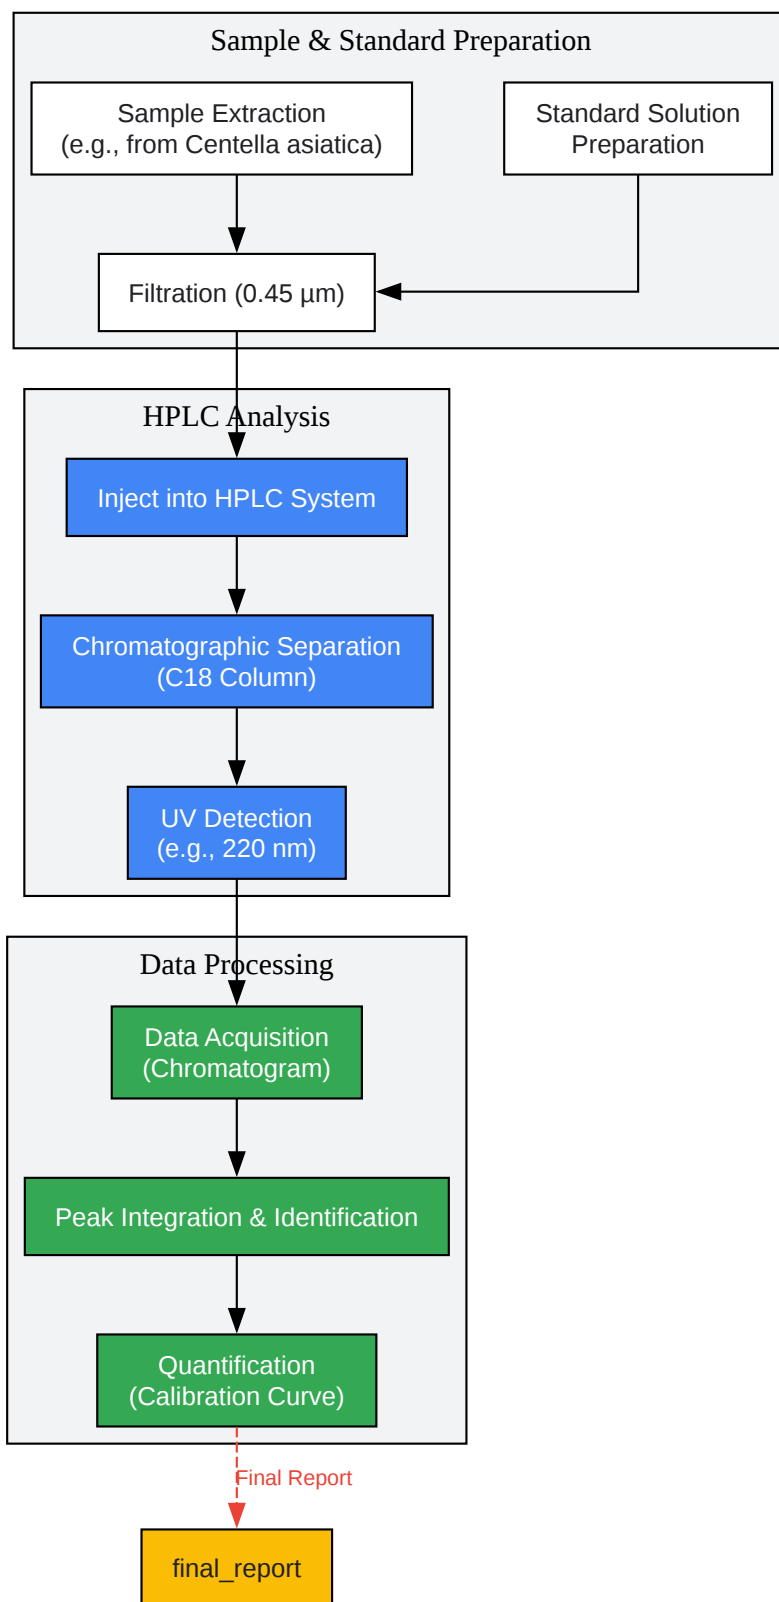 Sample & Standard Preparation
Sample Extraction
(e.g., from Centella asiatica)
Standard Solution
Preparation
Filtration (0.45 µm)
HPLC Analysis
Inject into HPLC System
Chromatographic Separation
(C18 Column)
UV Detection
(e.g., 220 nm)
Data Processing
Data Acquisition
(Chromatogram)
Peak Integration & Identification
Quantification
(Calibration Curve)
Final Report
final_report